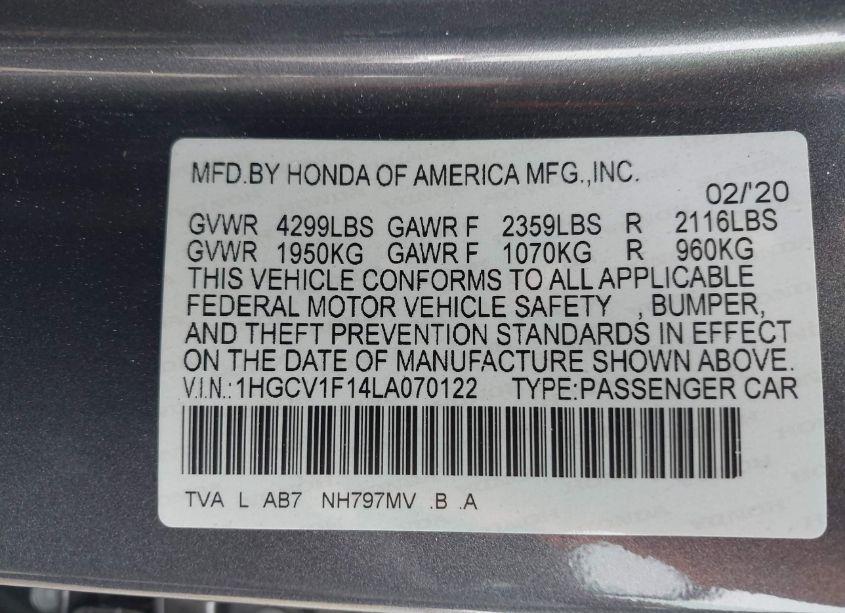 MFD.BY HONDA OF AMERICA MFG.,INC.
02/'20
GVWR 4299LBS GAWR F 2359LBS R 2116LBS
GVWR 1950KG GAWR F 1070KG R 960KG
THIS VEHICLE CONFORMS TO ALL APPLICABLE
FEDERAL MOTOR VEHICLE SAFETY , BUMPER,
AND THEFT PREVENTION STANDARDS IN EFFECT
ON THE DATE OF MANUFACTURE SHOWN ABOVE.
V.I.N.:1HGCV1F14LA070122 TYPE:PASSENGER CAR
TVA L AB7 NH797MV .B .A